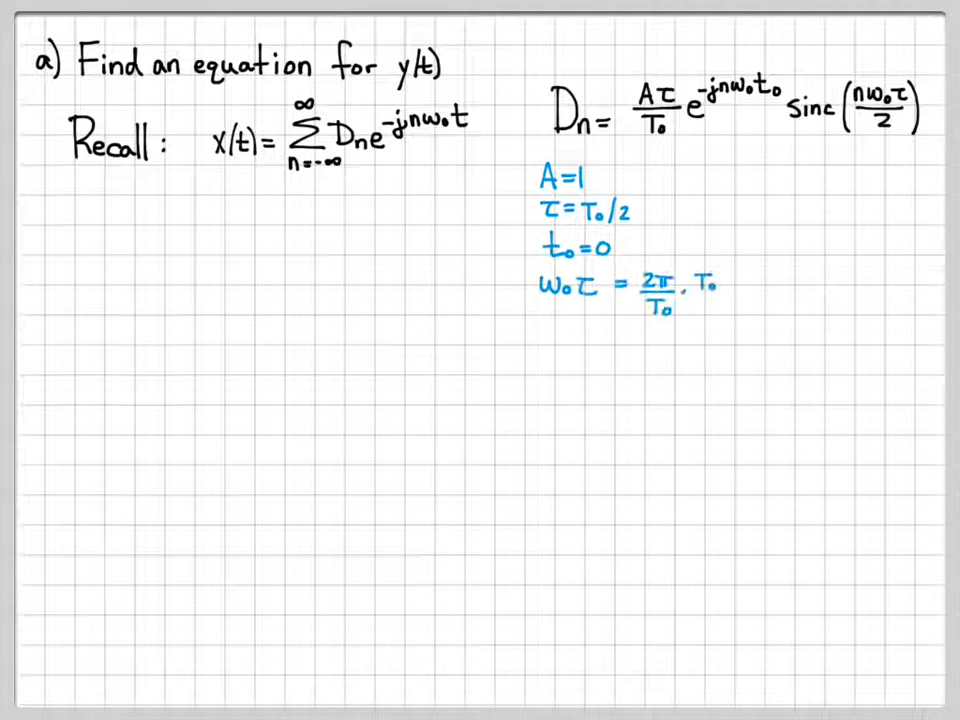 a) Find an equation for y(t)
Recall: x(t) = ∑_{n=-∞}^{∞} Dₙ e^{-jnω₀t}
Dₙ = Aτ/T₀ e^{-jnω₀t₀} sinc(nω₀τ/2)
A = 1
τ = T₀/2
t₀ = 0
ω₀τ = 2π/T₀ · T₀